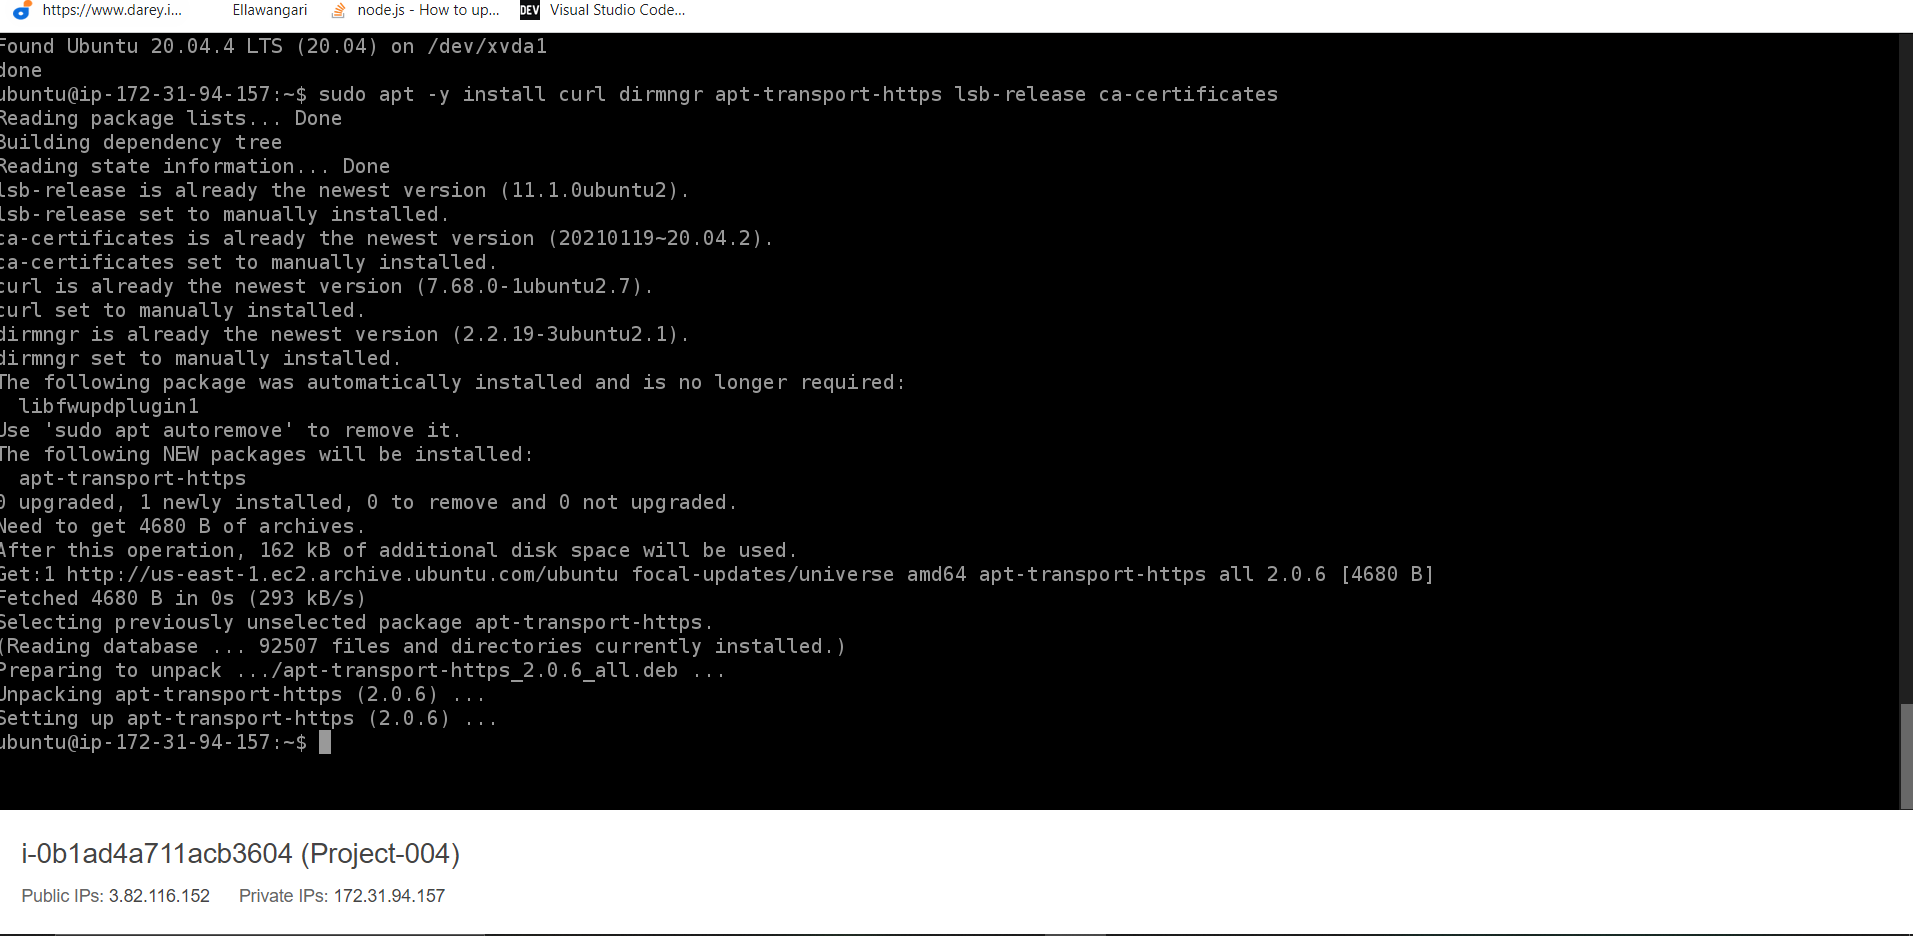 https://www.darey.i...
Ellawangari
node.js - How to up...
DEV
Visual Studio Code...
Found Ubuntu 20.04.4 LTS (20.04) on /dev/xvda1
done
ubuntu@ip-172-31-94-157:~$ sudo apt -y install curl dirmngr apt-transport-https lsb-release ca-certificates
Reading package lists... Done
Building dependency tree
Reading state information... Done
lsb-release is already the newest version (11.1.0ubuntu2).
lsb-release set to manually installed.
ca-certificates is already the newest version (20210119~20.04.2).
ca-certificates set to manually installed.
curl is already the newest version (7.68.0-1ubuntu2.7).
curl set to manually installed.
dirmngr is already the newest version (2.2.19-3ubuntu2.1).
dirmngr set to manually installed.
The following package was automatically installed and is no longer required:
libfwupdplugin1
Use 'sudo apt autoremove' to remove it.
The following NEW packages will be installed:
apt-transport-https
0 upgraded, 1 newly installed, 0 to remove and 0 not upgraded.
Need to get 4680 B of archives.
After this operation, 162 kB of additional disk space will be used.
Get:1 http://us-east-1.ec2.archive.ubuntu.com/ubuntu focal-updates/universe amd64 apt-transport-https all 2.0.6 [4680 B]
Fetched 4680 B in 0s (293 kB/s)
Selecting previously unselected package apt-transport-https.
(Reading database ... 92507 files and directories currently installed.)
Preparing to unpack .../apt-transport-https_2.0.6_all.deb ...
Unpacking apt-transport-https (2.0.6) ...
Setting up apt-transport-https (2.0.6) ...
ubuntu@ip-172-31-94-157:~$
i-0b1ad4a711acb3604 (Project-004)
Public IPs: 3.82.116.152 Private IPs: 172.31.94.157